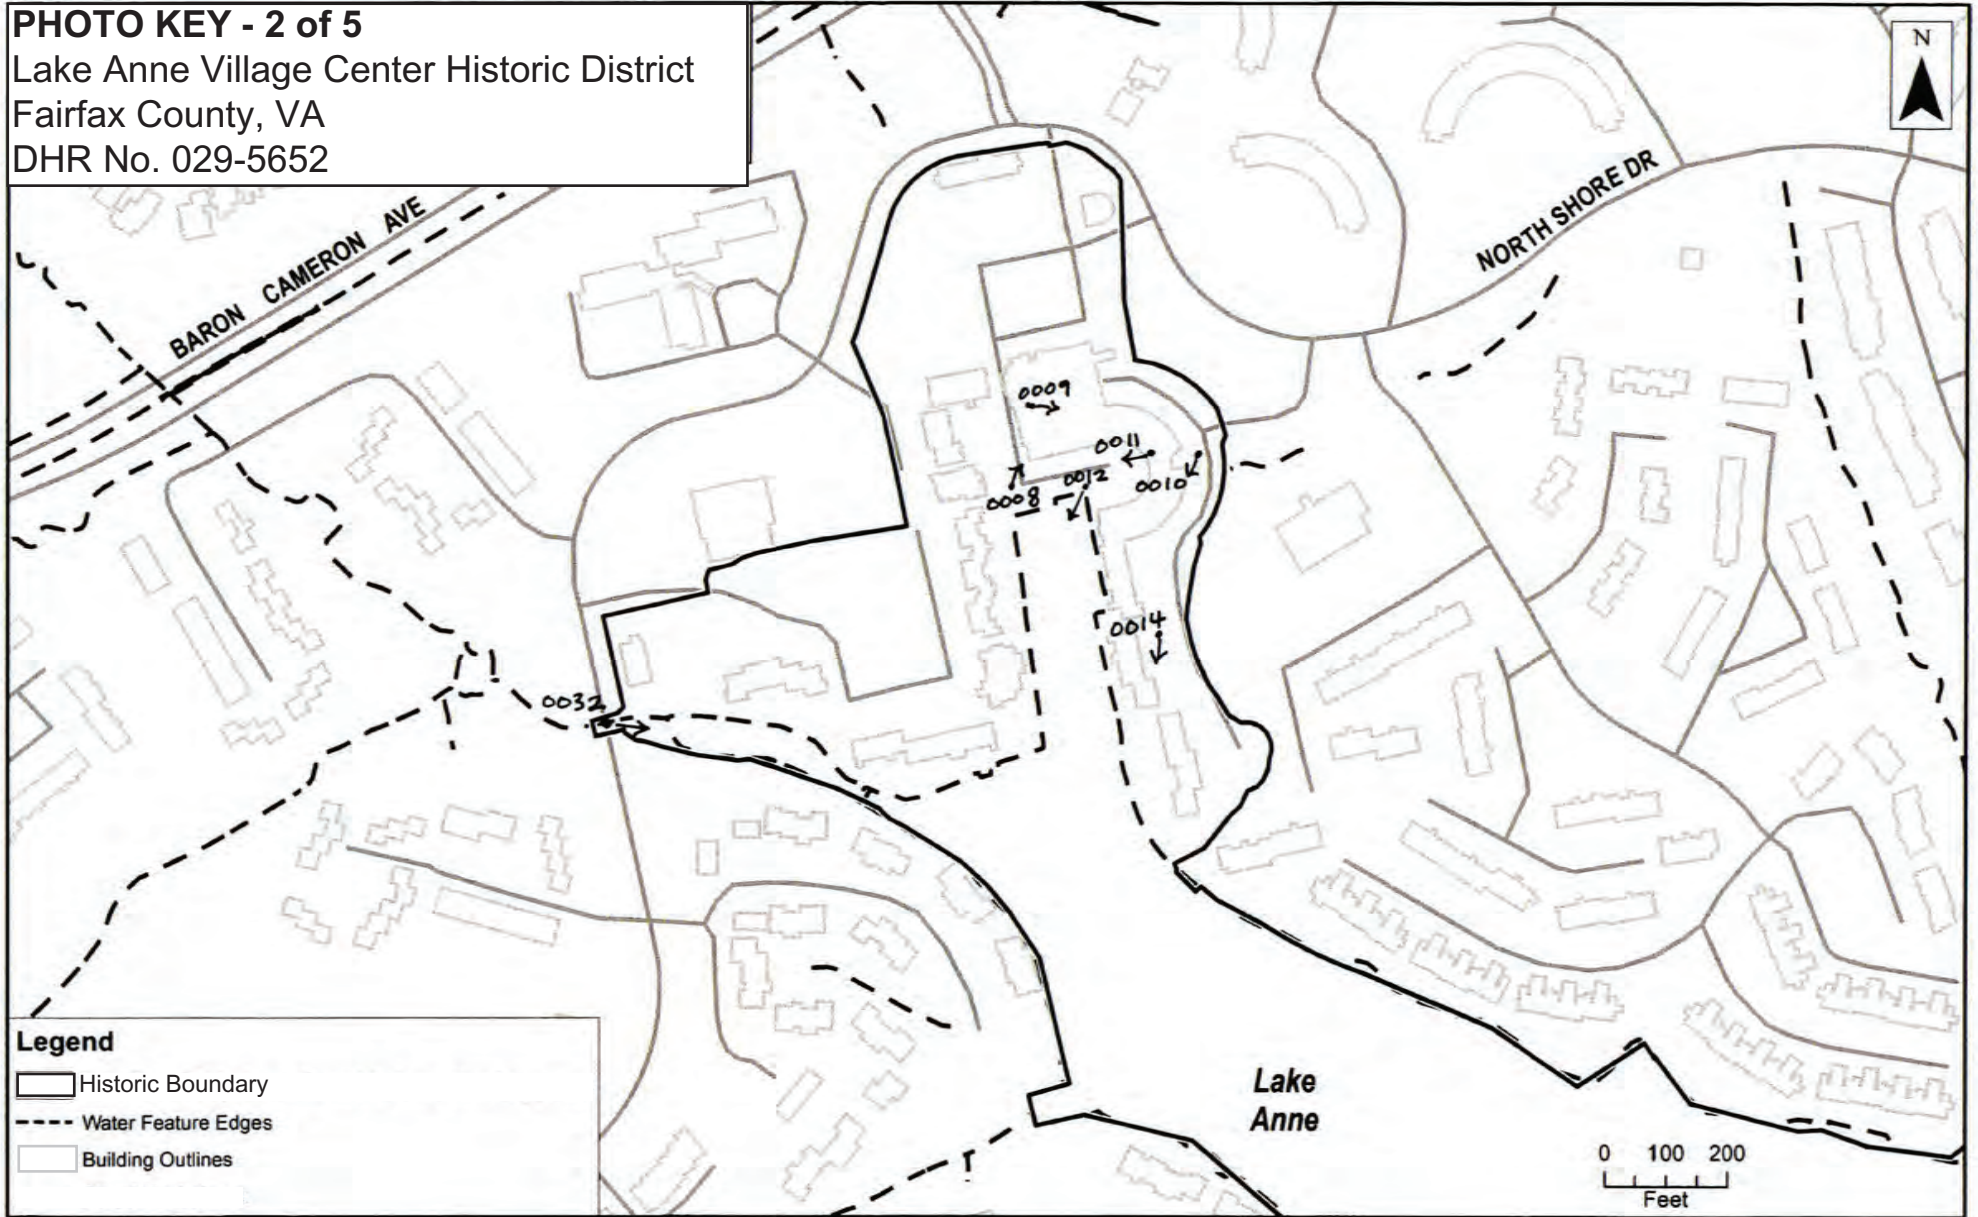 PHOTO KEY - 2 of 5
Lake Anne Village Center Historic District
Fairfax County, VA
DHR No. 029-5652
N
BARON CAMERON AVE
NORTH SHORE DR
0009
0011
0012
0010
0008
0014
0032
Lake
Anne
Legend
Historic Boundary
Water Feature Edges
Building Outlines
0 100 200
Feet